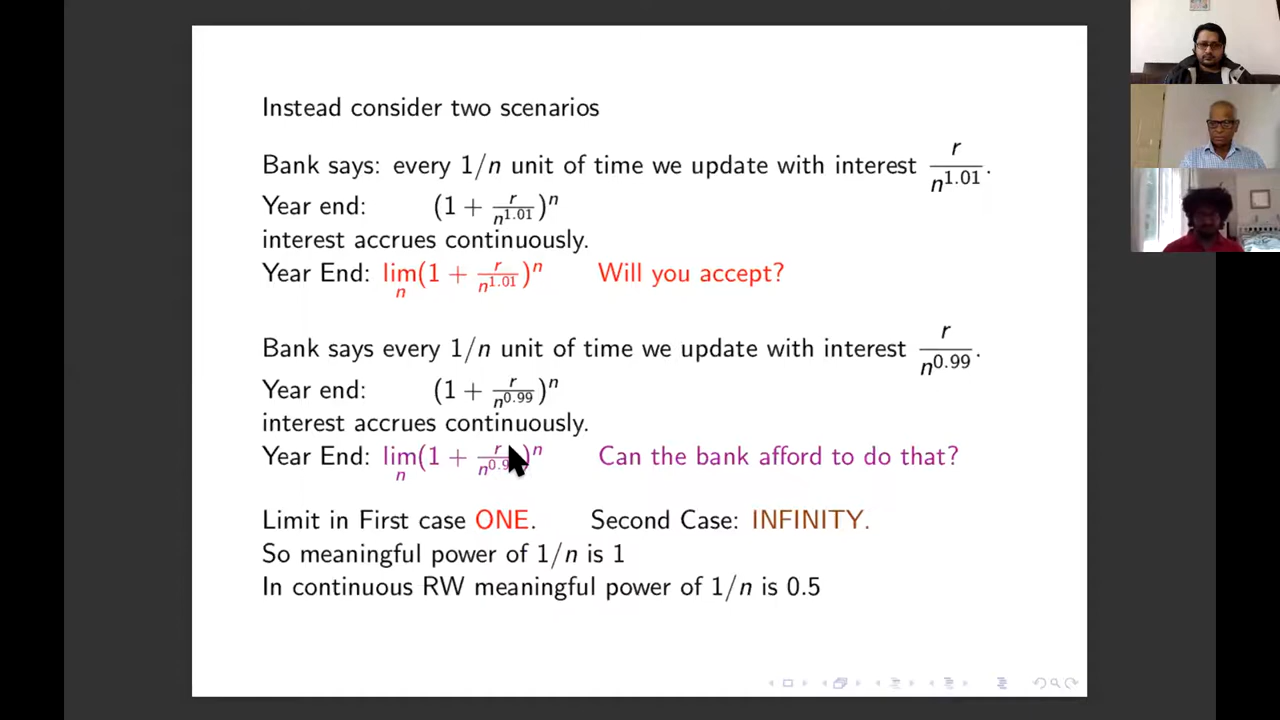 Instead consider two scenarios
Bank says: every 1/n unit of time we update with interest r/n^1.01.
Year end: (1 + r/n^1.01)^n
interest accrues continuously.
Year End: lim_n (1 + r/n^1.01)^n Will you accept?
Bank says every 1/n unit of time we update with interest r/n^0.99.
Year end: (1 + r/n^0.99)^n
interest accrues continuously.
Year End: lim_n (1 + r/n^0.9 )^n Can the bank afford to do that?
Limit in First case ONE. Second Case: INFINITY.
So meaningful power of 1/n is 1
In continuous RW meaningful power of 1/n is 0.5